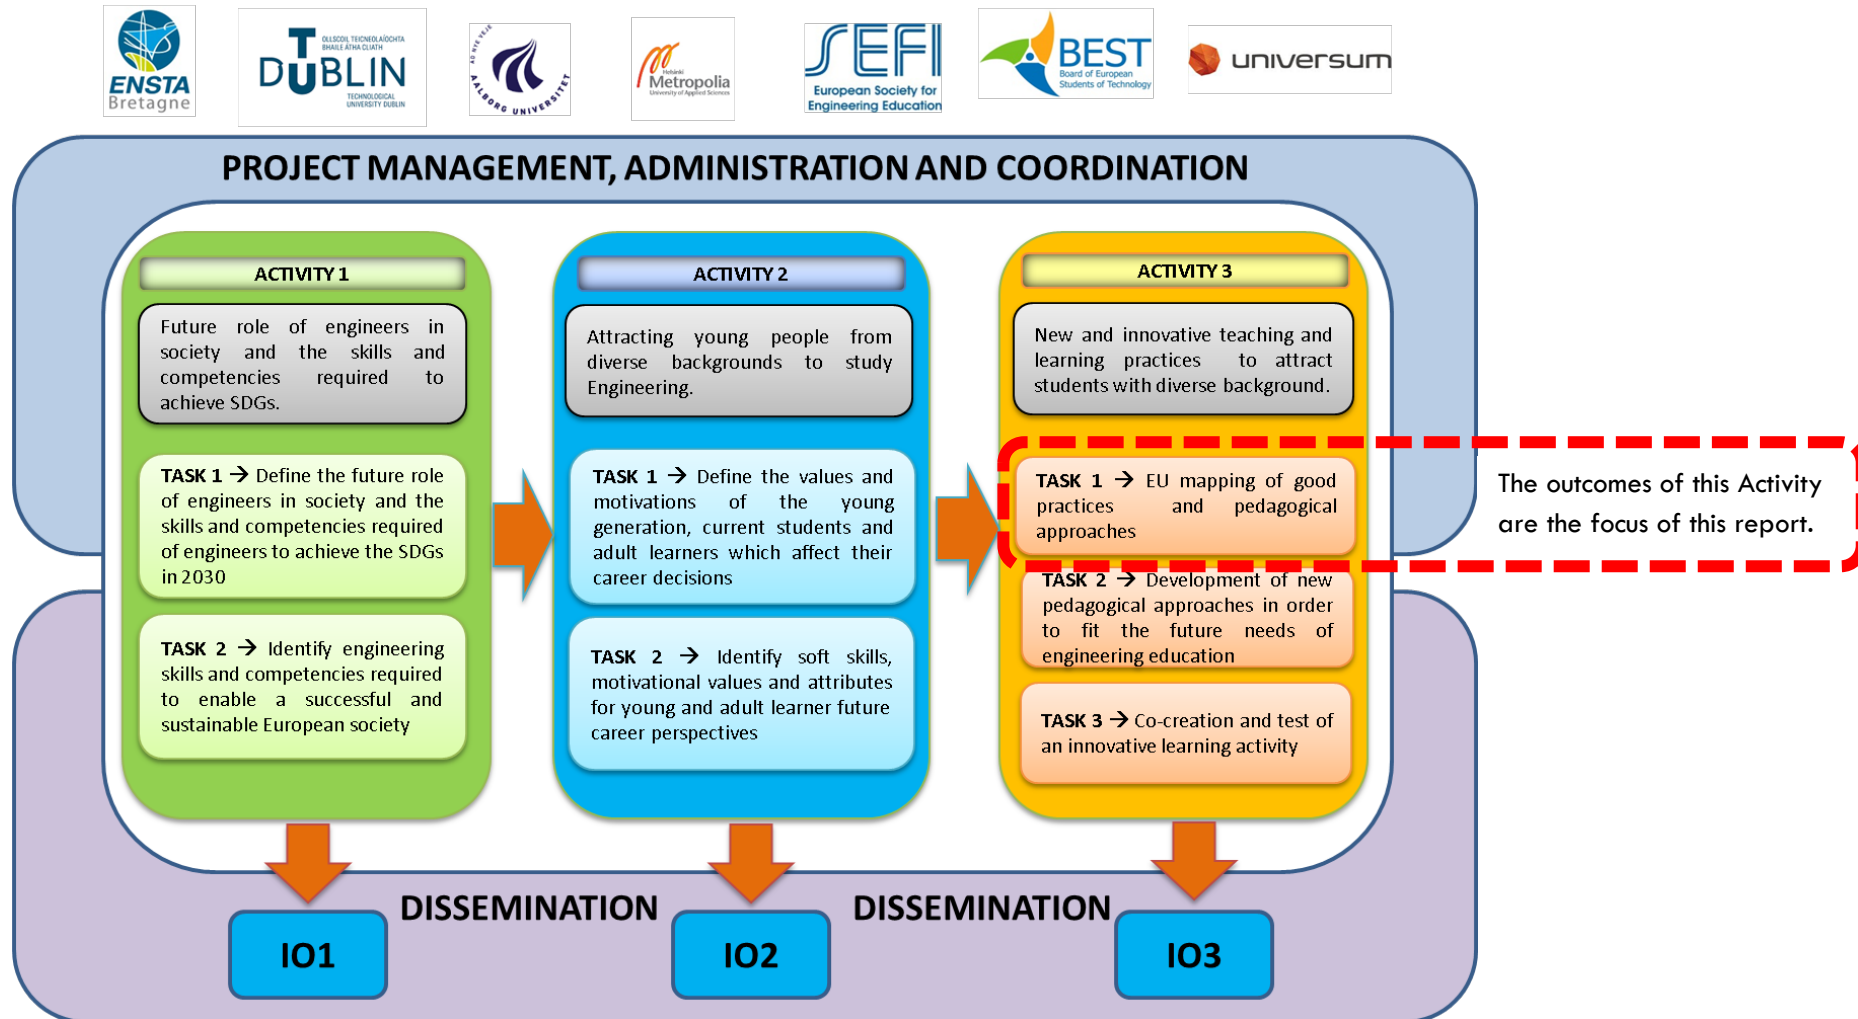 ENSTA
Bretagne
OLLSCOIL TEICNEOLAÍOCHTA
BHAILE ÁTHA CLIATH
T
DUBLIN
TECHNOLOGICAL
UNIVERSITY DUBLIN
AALBORG UNIVERSITET
Helsinki
Metropolia
University of Applied Sciences
SEFI
European Society for
Engineering Education
BEST
Board of European
Students of Technology
universum
PROJECT MANAGEMENT, ADMINISTRATION AND COORDINATION
ACTIVITY 1
Future role of engineers in
society and the skills and
competencies required to
achieve SDGs.
TASK 1 → Define the future role
of engineers in society and the
skills and competencies required
of engineers to achieve the SDGs
in 2030
TASK 2 → Identify engineering
skills and competencies required
to enable a successful and
sustainable European society
ACTIVITY 2
Attracting young people from
diverse backgrounds to study
Engineering.
TASK 1 → Define the values and
motivations of the young
generation, current students and
adult learners which affect their
career decisions
TASK 2 → Identify soft skills,
motivational values and attributes
for young and adult learner future
career perspectives
ACTIVITY 3
New and innovative teaching and
learning practices to attract
students with diverse background.
TASK 1 → EU mapping of good
practices and pedagogical
approaches
TASK 2 → Development of new
pedagogical approaches in order
to fit the future needs of
engineering education
TASK 3 → Co-creation and test of
an innovative learning activity
The outcomes of this Activity
are the focus of this report.
DISSEMINATION
DISSEMINATION
IO1
IO2
IO3